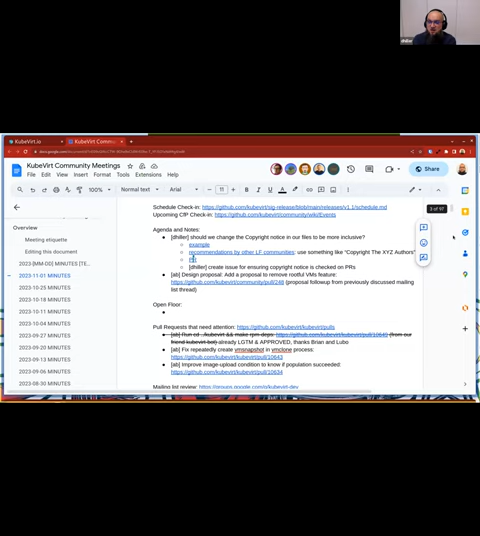 dhiller
KubeVirt.io
KubeVirt Comm...
KubeVirt Community Meetings
File Edit View Insert Format Tools Extensions Help
Share
100%
Normal text
Arial
11
3 of 97
Overview
Meeting etiquette
Editing this document
2023-[MM-DD] MINUTES [TE...
2023-11-01 MINUTES
2023-10-25 MINUTES
2023-10-18 MINUTES
2023-10-11 MINUTES
2023-10-04 MINUTES
2023-09-27 MINUTES
2023-09-20 MINUTES
2023-09-13 MINUTES
2023-09-06 MINUTES
2023-08-30 MINUTES
Schedule Check-in: https://github.com/kubevirt/sig-release/blob/main/releases/v1.1/schedule.md
Upcoming CfP Check-in: https://github.com/kubevirt/community/wiki/Events
Agenda and Notes:
[dhiller] should we change the Copyright notice in our files to be more inclusive?
example
recommendations by other LF communities: use something like "Copyright The XYZ Authors"
[dhiller] create issue for ensuring copyright notice is checked on PRs
[ab] Design proposal: Add a proposal to remove rootful VMs feature:
https://github.com/kubevirt/community/pull/248 (proposal followup from previously discussed mailing
list thread)
Open Floor:
Pull Requests that need attention: https://github.com/kubevirt/kubevirt/pulls
already LGTM & APPROVED, thanks Brian and Lubo
[ab] Fix repeatedly create vmsnapshot in vmclone process:
https://github.com/kubevirt/kubevirt/pull/10643
[ab] Improve image-upload condition to know if population succeeded:
https://github.com/kubevirt/kubevirt/pull/10634
Mailing list review: https://groups.google.com/g/kubevirt-dev